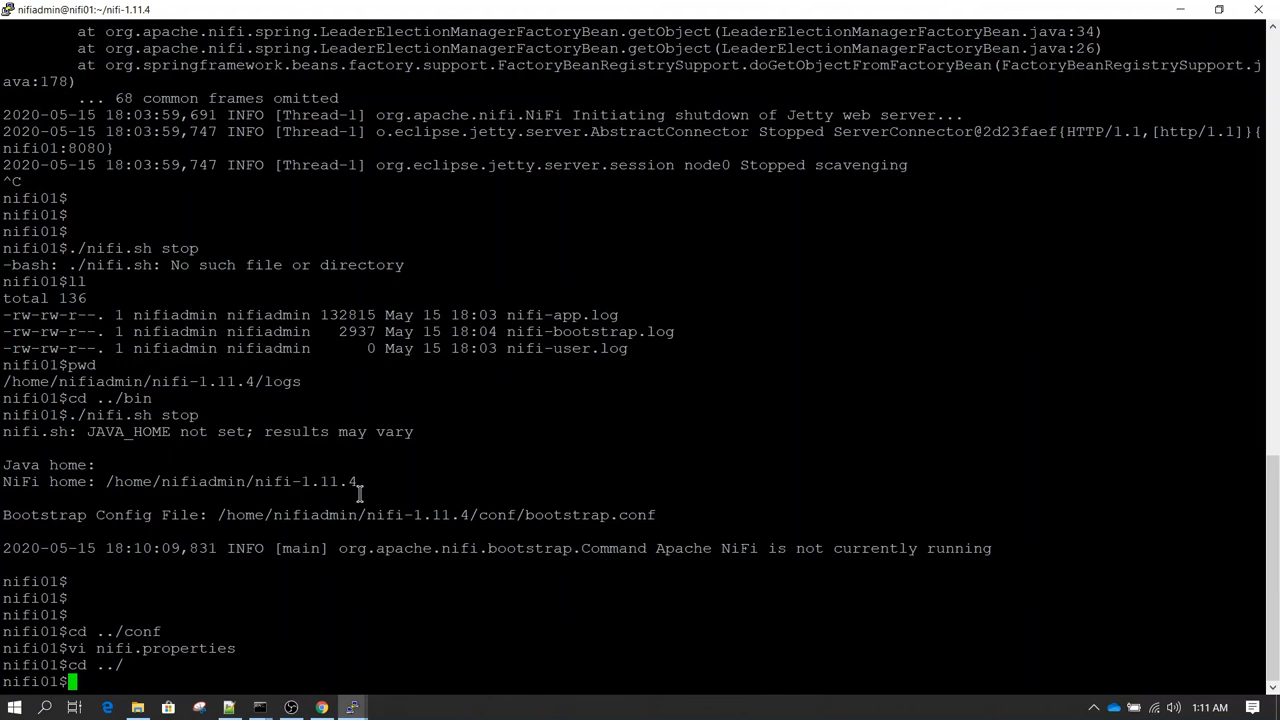 nifiadmin@nifi01:~/nifi-1.11.4
at org.apache.nifi.spring.LeaderElectionManagerFactoryBean.getObject(LeaderElectionManagerFactoryBean.java:34)
at org.apache.nifi.spring.LeaderElectionManagerFactoryBean.getObject(LeaderElectionManagerFactoryBean.java:26)
at org.springframework.beans.factory.support.FactoryBeanRegistrySupport.doGetObjectFromFactoryBean(FactoryBeanRegistrySupport.j
ava:178)
... 68 common frames omitted
2020-05-15 18:03:59,691 INFO [Thread-1] org.apache.nifi.NiFi Initiating shutdown of Jetty web server...
2020-05-15 18:03:59,747 INFO [Thread-1] o.eclipse.jetty.server.AbstractConnector Stopped ServerConnector@2d23faef{HTTP/1.1,[http/1.1]}{
nifi01:8080}
2020-05-15 18:03:59,747 INFO [Thread-1] org.eclipse.jetty.server.session node0 Stopped scavenging
^C
nifi01$
nifi01$
nifi01$
nifi01$./nifi.sh stop
-bash: ./nifi.sh: No such file or directory
nifi01$ll
total 136
-rw-rw-r--. 1 nifiadmin nifiadmin 132815 May 15 18:03 nifi-app.log
-rw-rw-r--. 1 nifiadmin nifiadmin   2937 May 15 18:04 nifi-bootstrap.log
-rw-rw-r--. 1 nifiadmin nifiadmin      0 May 15 18:03 nifi-user.log
nifi01$pwd
/home/nifiadmin/nifi-1.11.4/logs
nifi01$cd ../bin
nifi01$./nifi.sh stop
nifi.sh: JAVA_HOME not set; results may vary
Java home:
NiFi home: /home/nifiadmin/nifi-1.11.4
Bootstrap Config File: /home/nifiadmin/nifi-1.11.4/conf/bootstrap.conf
2020-05-15 18:10:09,831 INFO [main] org.apache.nifi.bootstrap.Command Apache NiFi is not currently running
nifi01$
nifi01$
nifi01$
nifi01$cd ../conf
nifi01$vi nifi.properties
nifi01$cd ../
nifi01$
1:11 AM